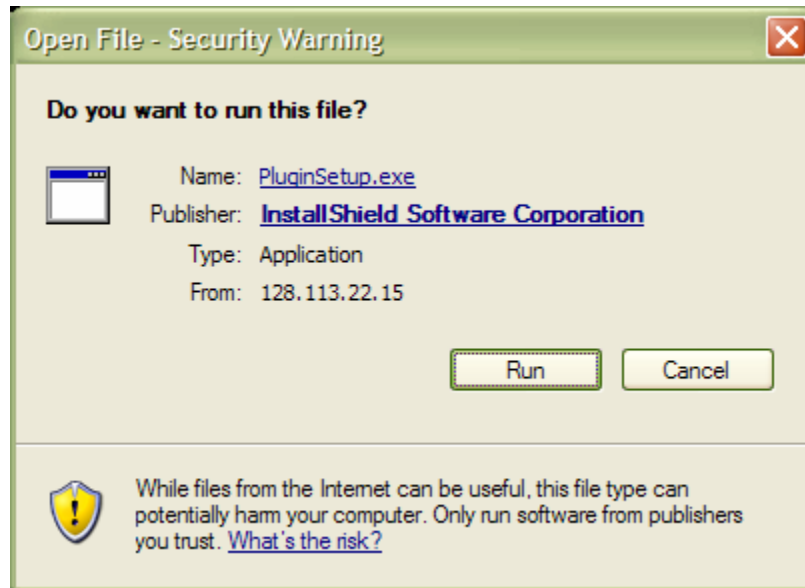 Open File - Security Warning
Do you want to run this file?
Name: PluginSetup.exe
Publisher: InstallShield Software Corporation
Type: Application
From: 128.113.22.15
Run Cancel
While files from the Internet can be useful, this file type can
potentially harm your computer. Only run software from publishers
you trust. What's the risk?